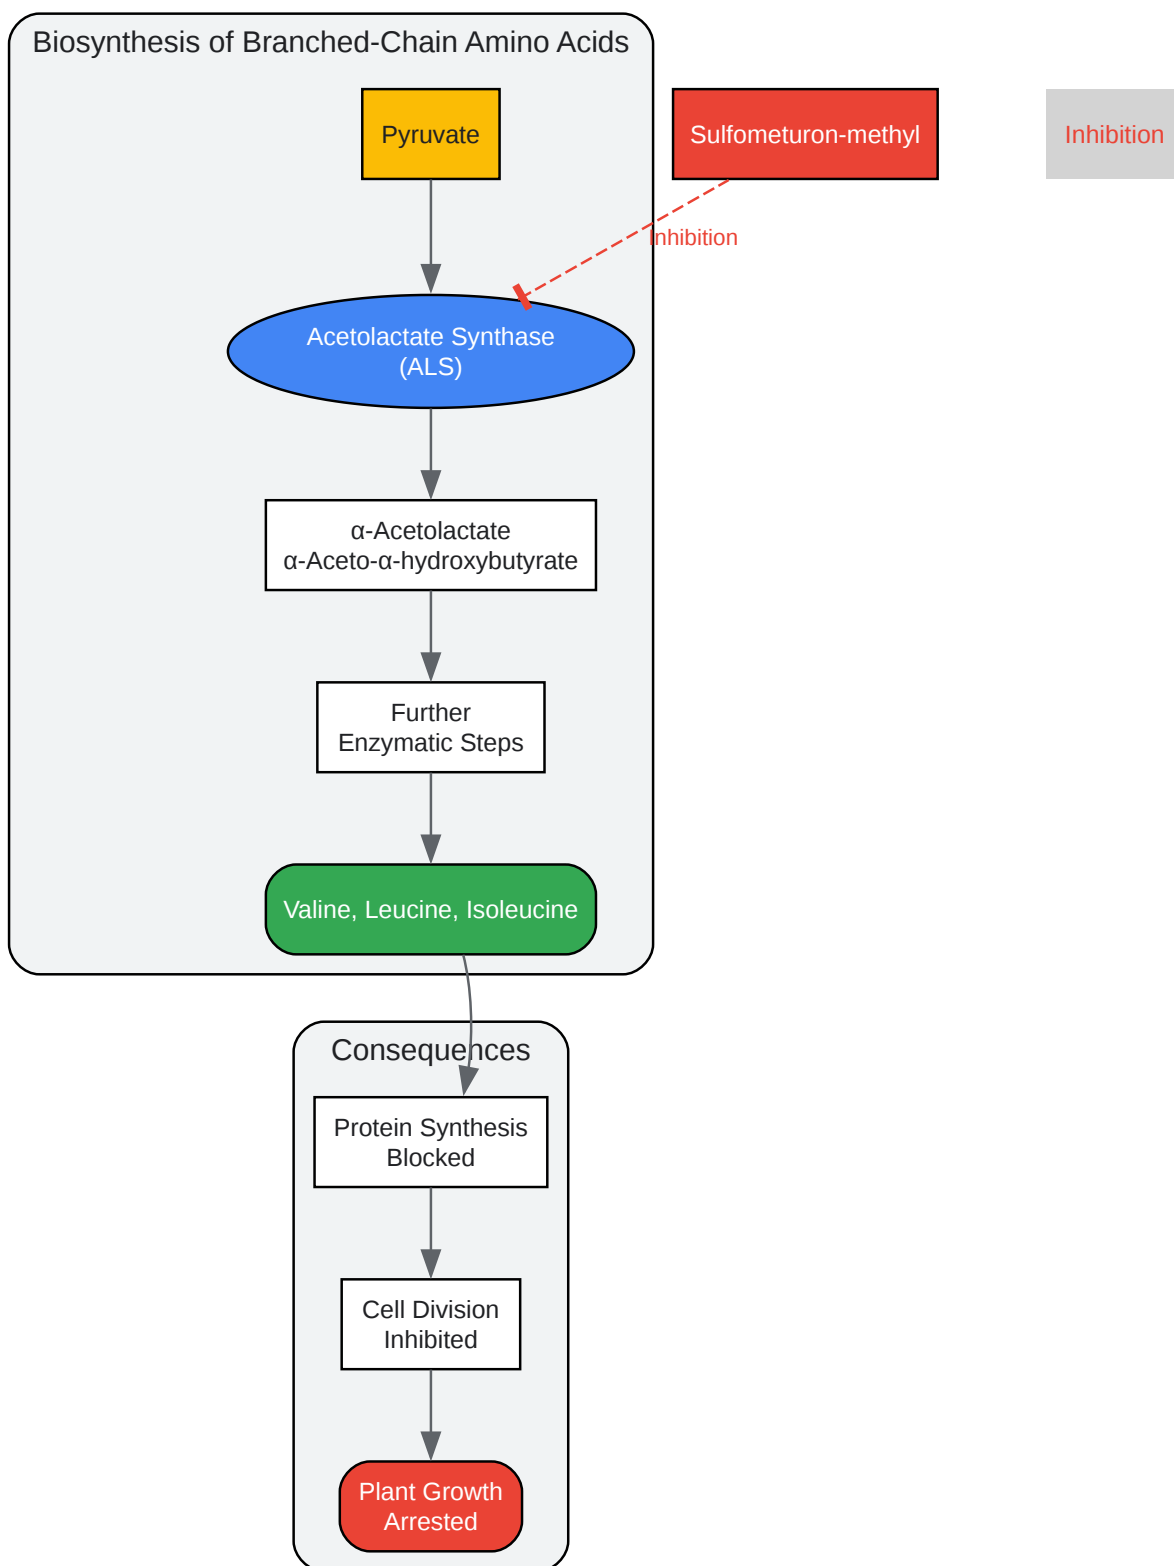 Biosynthesis of Branched-Chain Amino Acids
Pyruvate
Sulfometuron-methyl
Inhibition
Inhibition
Acetolactate Synthase
(ALS)
α-Acetolactate
α-Aceto-α-hydroxybutyrate
Further
Enzymatic Steps
Valine, Leucine, Isoleucine
Consequences
Protein Synthesis
Blocked
Cell Division
Inhibited
Plant Growth
Arrested